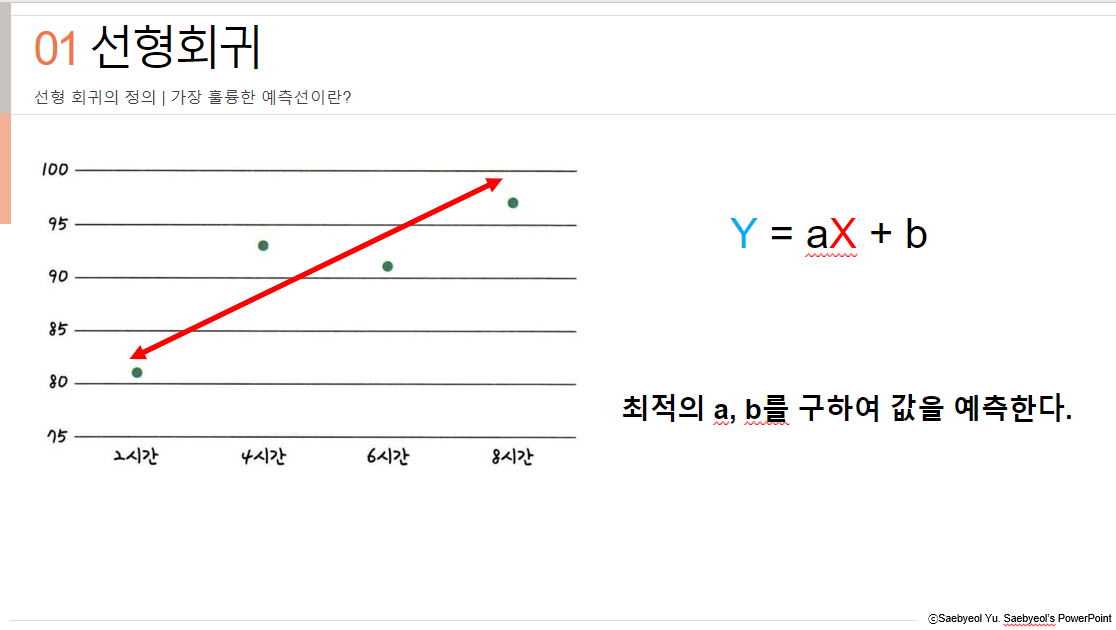 01 선형회귀
선형 회귀의 정의 | 가장 훌륭한 예측선이란?
100
95
90
85
80
75
2시간 4시간 6시간 8시간
Y = aX + b
최적의 a, b를 구하여 값을 예측한다.
ⓒSaebyeol Yu. Saebyeol's PowerPoint